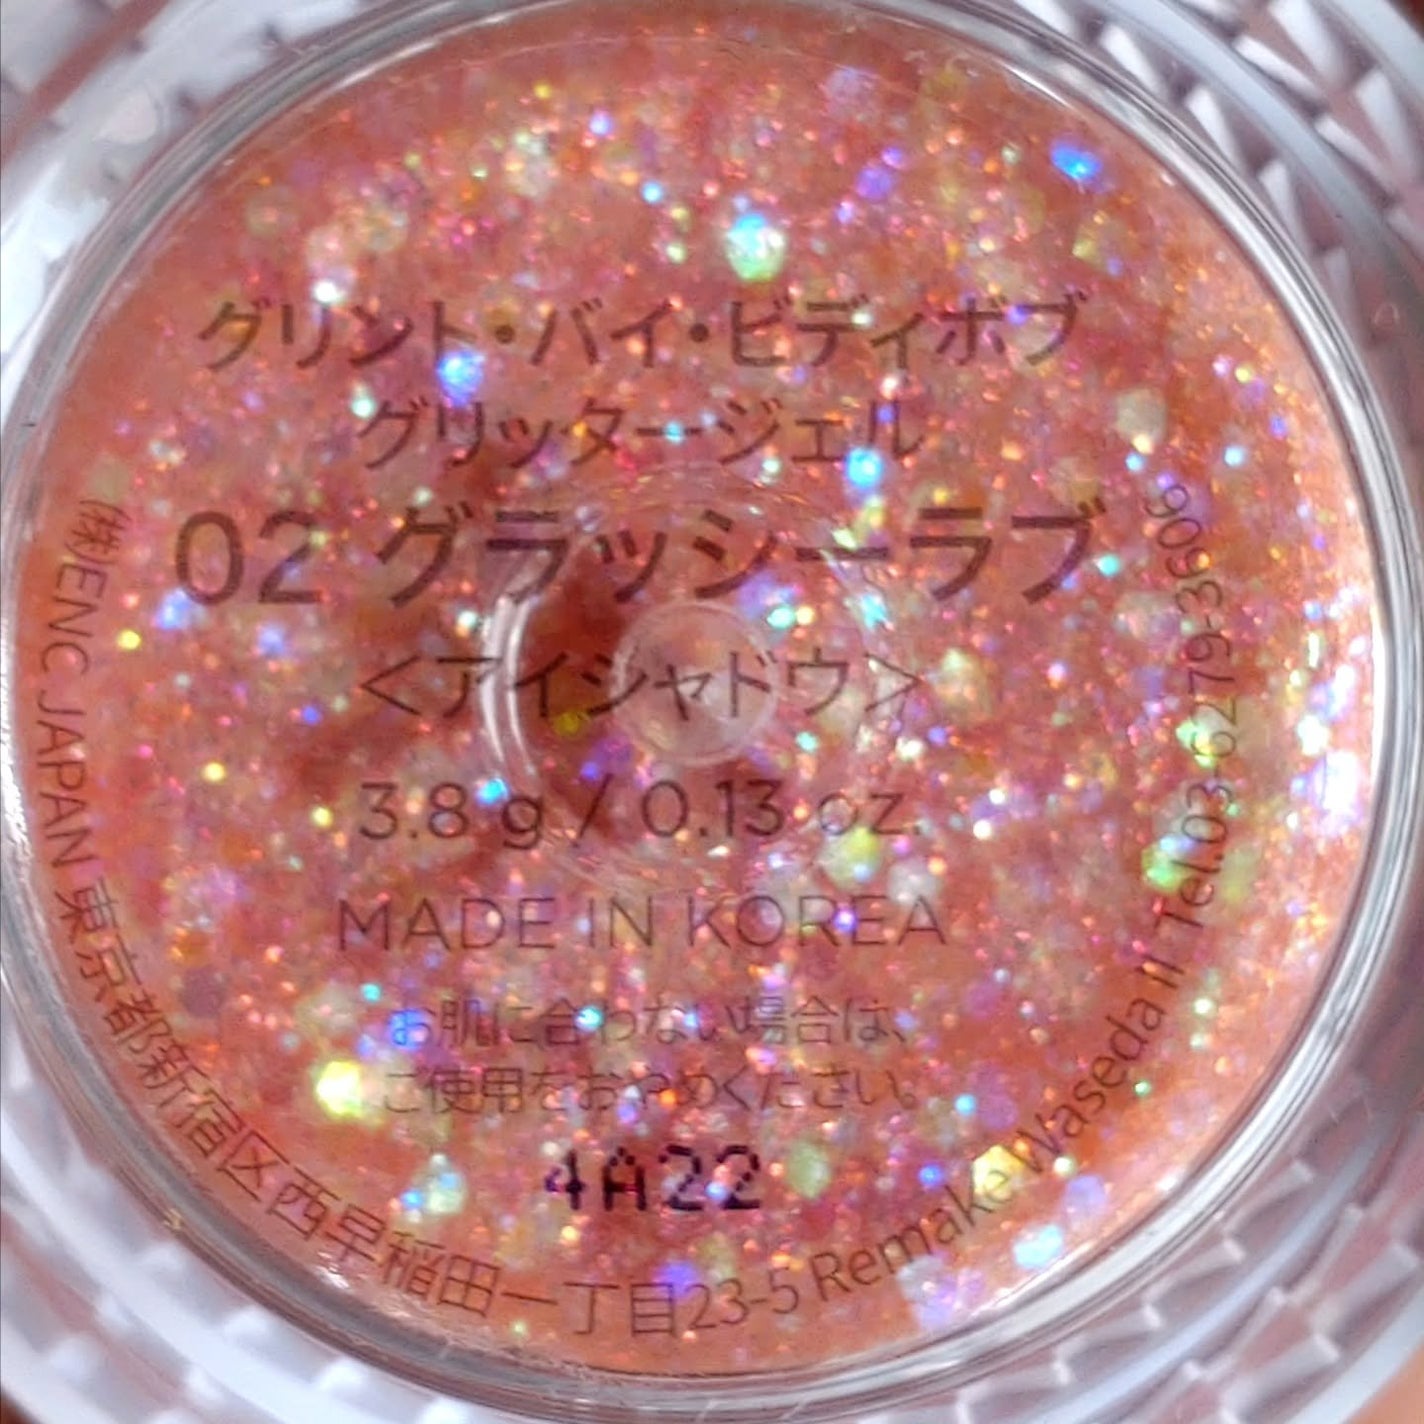 グリント・バイ・ビディボブ
グリッタージェル
02 グラッシーラブ
<アイシャドウ>
3.8 g / 0.13 oz.
MADE IN KOREA
お肌に合わない場合は、
ご使用をおやめください。
4A22
㈱ENC JAPAN 東京都新宿区西早稲田一丁目23-5 Remake Waseda II Tel.03-6279-3606